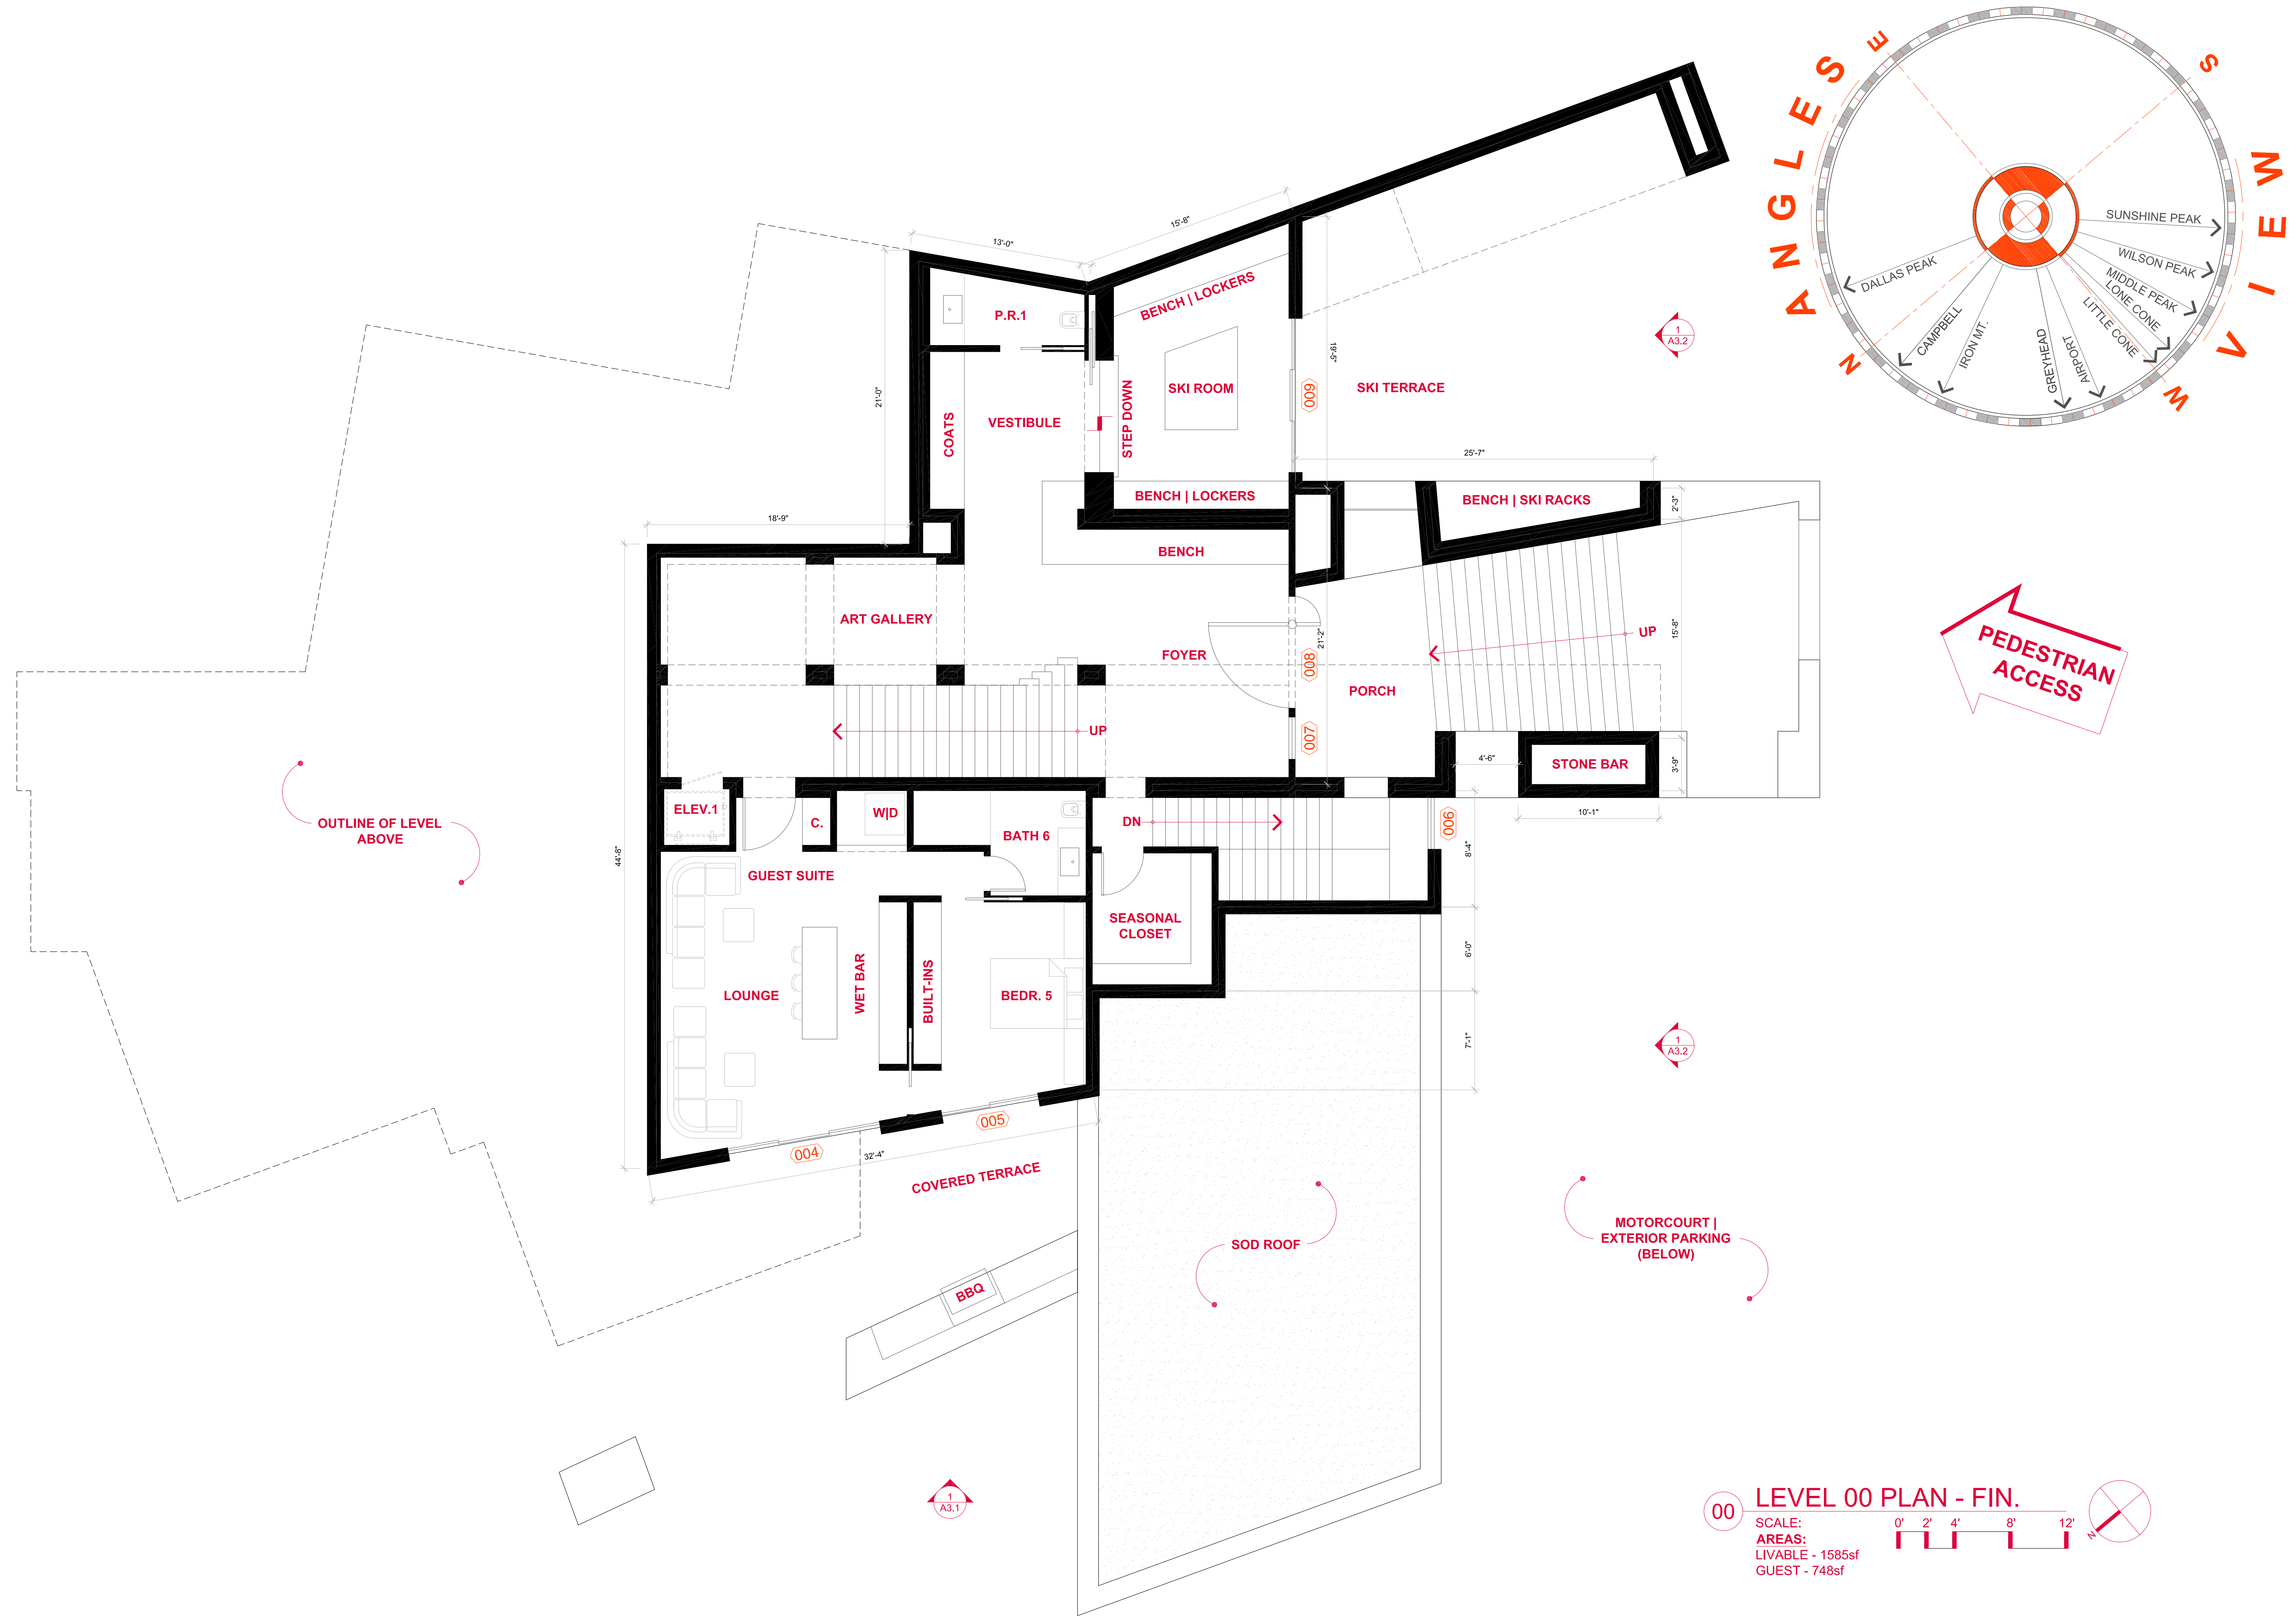 VIEW ANGLES
E
S
N
W
SUNSHINE PEAK
WILSON PEAK
MIDDLE PEAK
LONE CONE
LITTLE CONE
AIRPORT
GREYHEAD
IRON MT.
CAMPBELL
DALLAS PEAK
13'-0"
15'-8"
BENCH | LOCKERS
P.R.1
19'-5"
1
A3.2
SKI ROOM
009
SKI TERRACE
21'-0"
COATS
VESTIBULE
STEP DOWN
25'-7"
BENCH | LOCKERS
BENCH | SKI RACKS
2'-3"
18'-9"
BENCH
ART GALLERY
FOYER
21'-2"
008
UP
15'-8"
PEDESTRIAN
ACCESS
PORCH
UP
007
4'-6"
STONE BAR
3'-9"
ELEV.1
C.
W|D
BATH 6
DN
006
10'-1"
OUTLINE OF LEVEL
ABOVE
44'-8"
8'-4"
GUEST SUITE
SEASONAL
CLOSET
6'-0"
LOUNGE
WET BAR
BUILT-INS
BEDR. 5
7'-1"
1
A3.2
004
005
32'-4"
COVERED TERRACE
SOD ROOF
MOTORCOURT |
EXTERIOR PARKING
(BELOW)
BBQ
1
A3.1
00
LEVEL 00 PLAN - FIN.
SCALE:
0' 2' 4' 8' 12'
N
AREAS:
LIVABLE - 1585sf
GUEST - 748sf